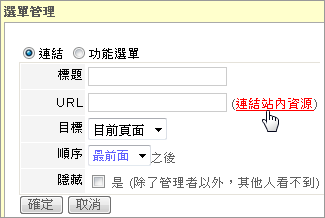 選單管理
連結 功能選單
標題
URL (連結站內資源)
目標 目前頁面
順序 最前面 之後
隱藏 是 (除了管理者以外，其他人看不到)
確定 取消